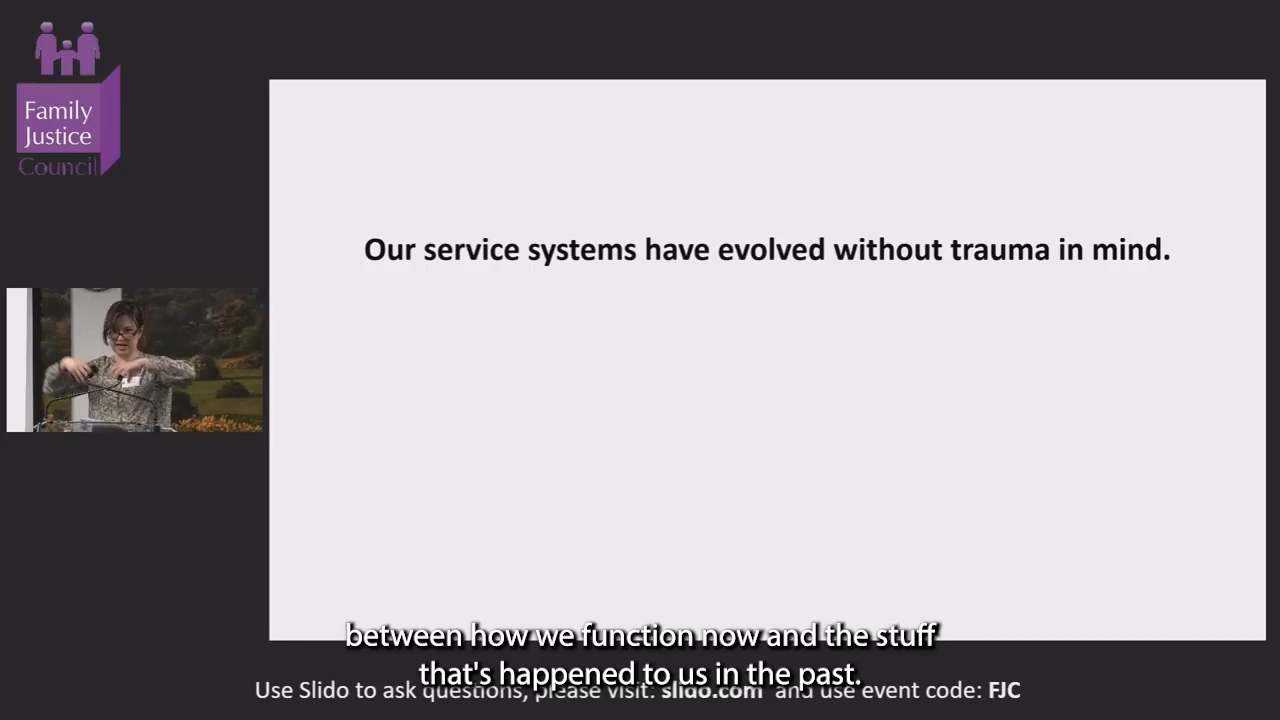 Family
Justice
Council
Our service systems have evolved without trauma in mind.
between how we function now and the stuff
that's happened to us in the past.
Use Slido to ask questions, please visit: slido.com and use event code: FJC